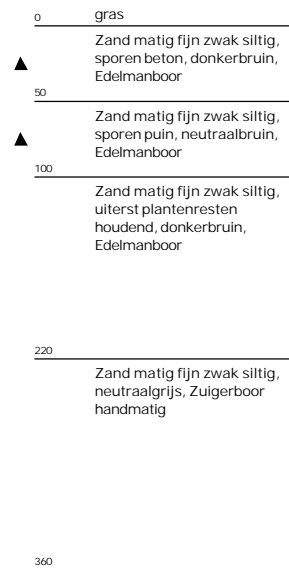 0 gras
Zand matig fijn zwak siltig,
sporen beton, donkerbruin,
Edelmanboor
50
Zand matig fijn zwak siltig,
sporen puin, neutraalbruin,
Edelmanboor
100
Zand matig fijn zwak siltig,
uiterst plantenresten
houdend, donkerbruin,
Edelmanboor
220
Zand matig fijn zwak siltig,
neutraalgrijs, Zuigerboor
handmatig
360